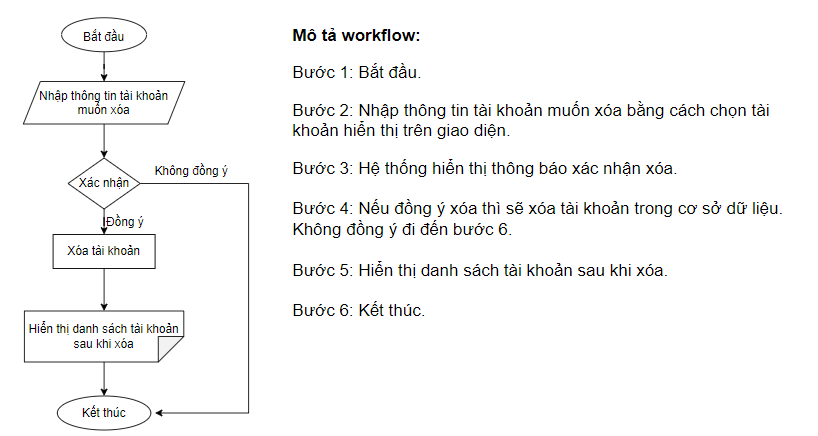 Bắt đầu
Nhập thông tin tài khoản
muốn xóa
Xác nhận
Không đồng ý
Đồng ý
Xóa tài khoản
Hiển thị danh sách tài khoản
sau khi xóa
Kết thúc
Mô tả workflow:
Bước 1: Bắt đầu.
Bước 2: Nhập thông tin tài khoản muốn xóa bằng cách chọn tài
khoản hiển thị trên giao diện.
Bước 3: Hệ thống hiển thị thông báo xác nhận xóa.
Bước 4: Nếu đồng ý xóa thì sẽ xóa tài khoản trong cơ sở dữ liệu.
Không đồng ý đi đến bước 6.
Bước 5: Hiển thị danh sách tài khoản sau khi xóa.
Bước 6: Kết thúc.